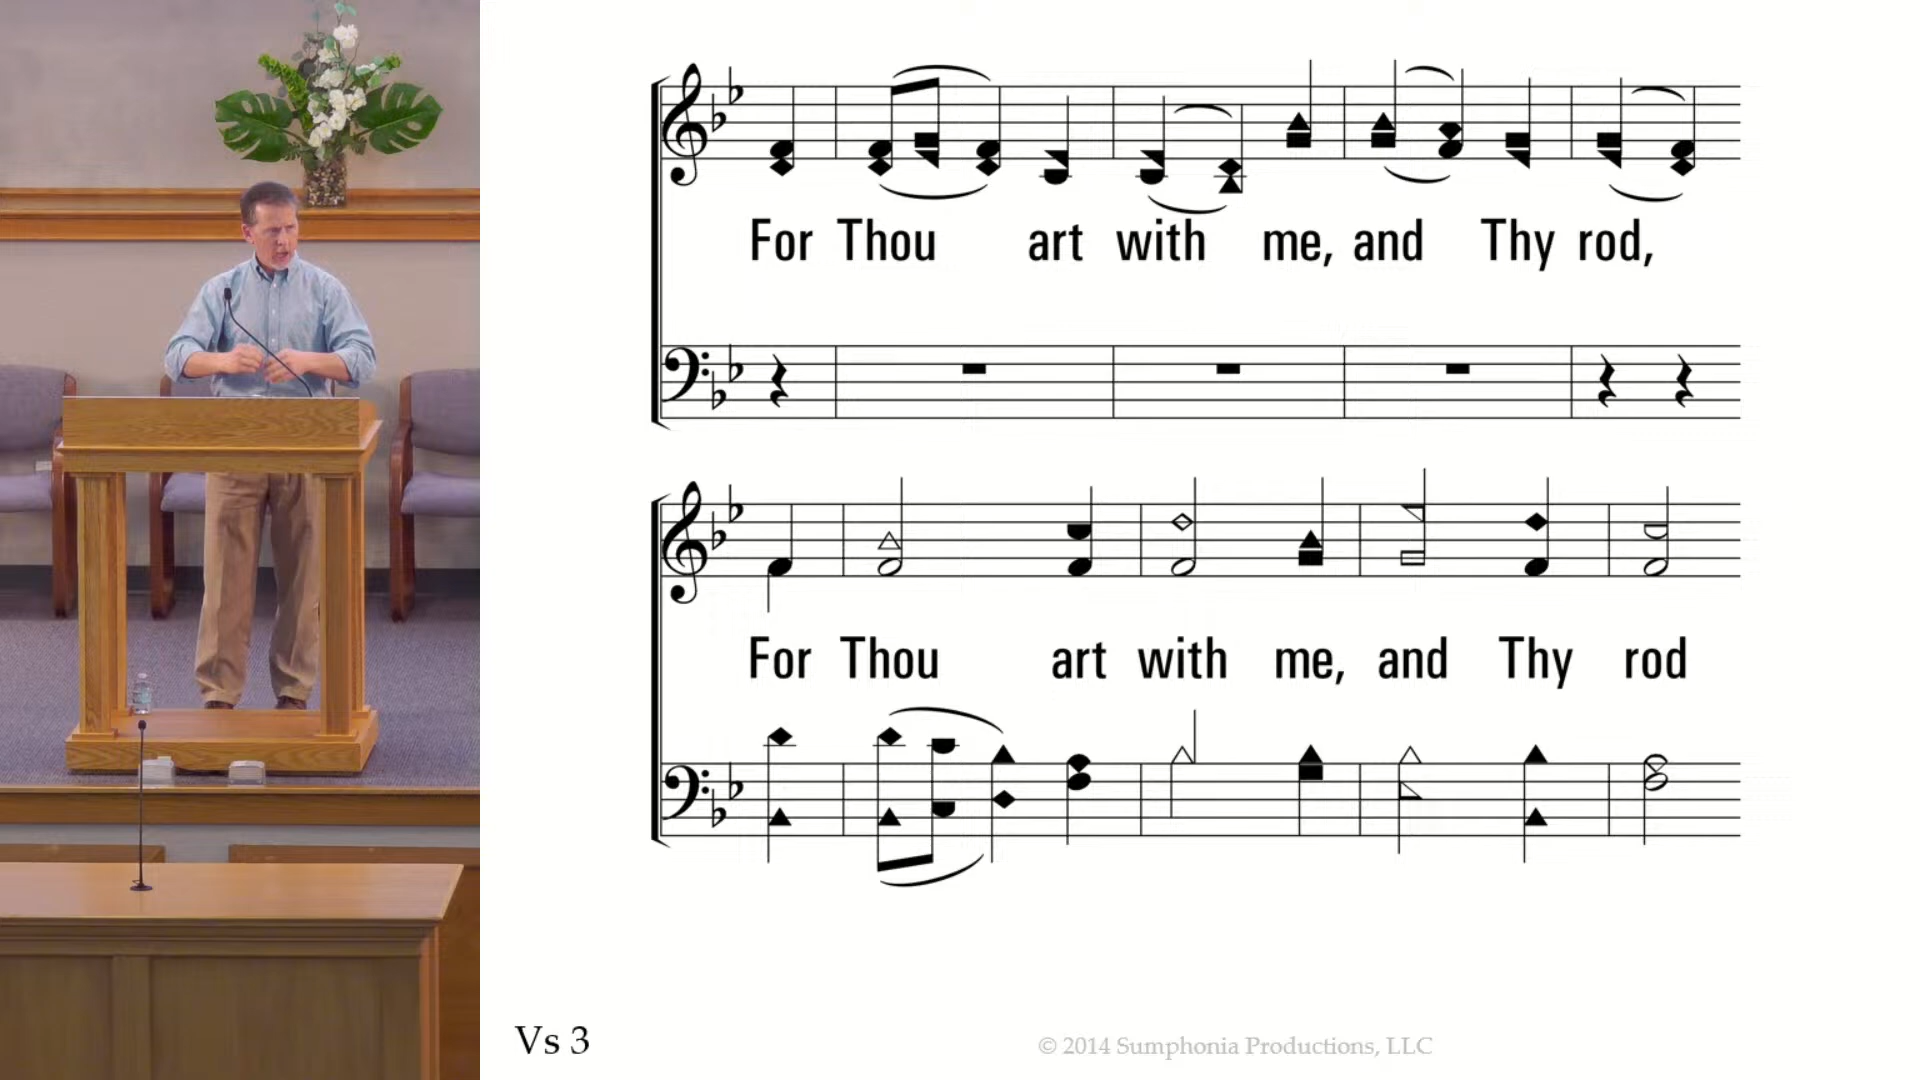 For Thou art with me, and Thy rod,
For Thou art with me, and Thy rod
Vs 3
© 2014 Sumphonia Productions, LLC